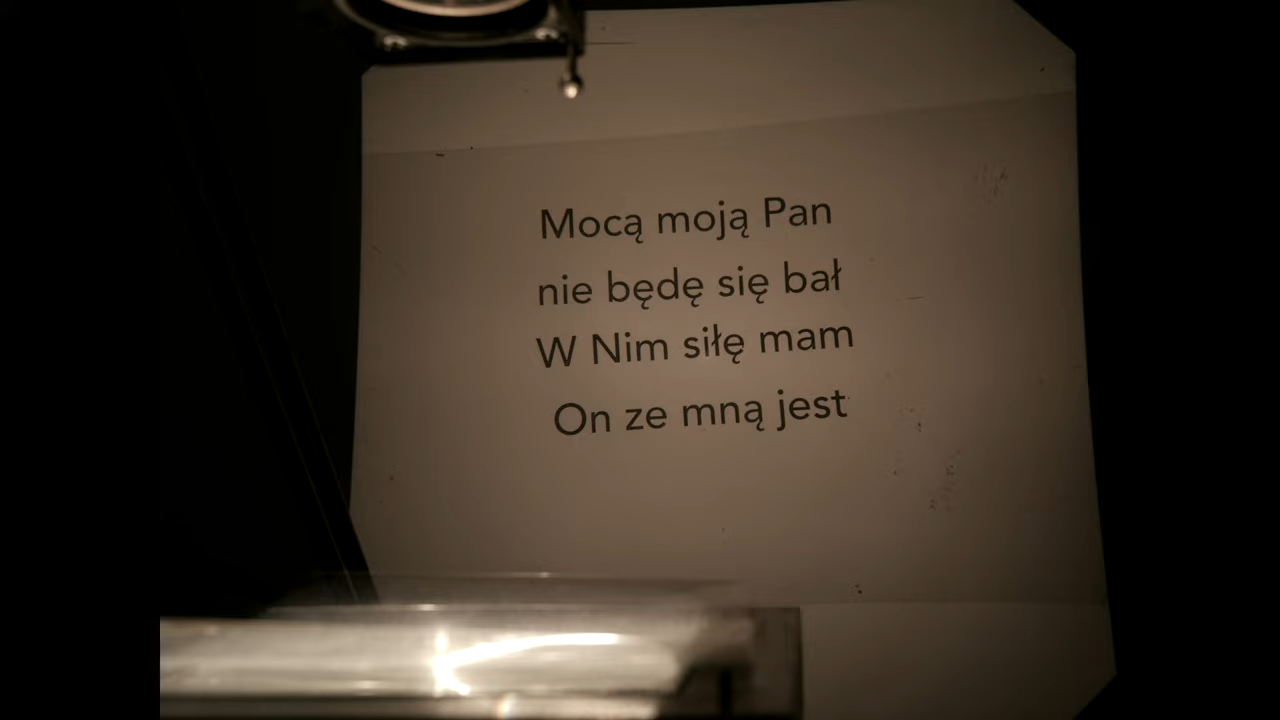 Mocą moją Pan
nie będę się bał
W Nim siłę mam
On ze mną jest